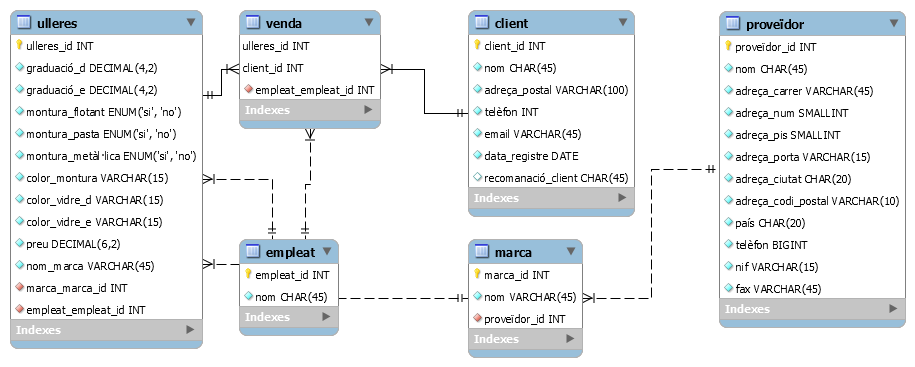 ulleres
ulleres_id INT
graduació_d DECIMAL(4,2)
graduació_e DECIMAL(4,2)
montura_flotant ENUM('si', 'no')
montura_pasta ENUM('si', 'no')
montura_metàl·lica ENUM('si', 'no')
color_montura VARCHAR(15)
color_vidre_d VARCHAR(15)
color_vidre_e VARCHAR(15)
preu DECIMAL(6,2)
nom_marca VARCHAR(45)
marca_marca_id INT
empleat_empleat_id INT
Indexes
venda
ulleres_id INT
client_id INT
empleat_empleat_id INT
Indexes
client
client_id INT
nom CHAR(45)
adreça_postal VARCHAR(100)
telèfon INT
email VARCHAR(45)
data_registre DATE
recomanació_client CHAR(45)
Indexes
proveïdor
proveïdor_id INT
nom CHAR(45)
adreça_carrer VARCHAR(45)
adreça_num SMALLINT
adreça_pis SMALLINT
adreça_porta VARCHAR(15)
adreça_ciutat CHAR(20)
adreça_codi_postal VARCHAR(10)
país CHAR(20)
telèfon BIGINT
nif VARCHAR(15)
fax VARCHAR(45)
Indexes
empleat
empleat_id INT
nom CHAR(45)
Indexes
marca
marca_id INT
nom VARCHAR(45)
proveïdor_id INT
Indexes